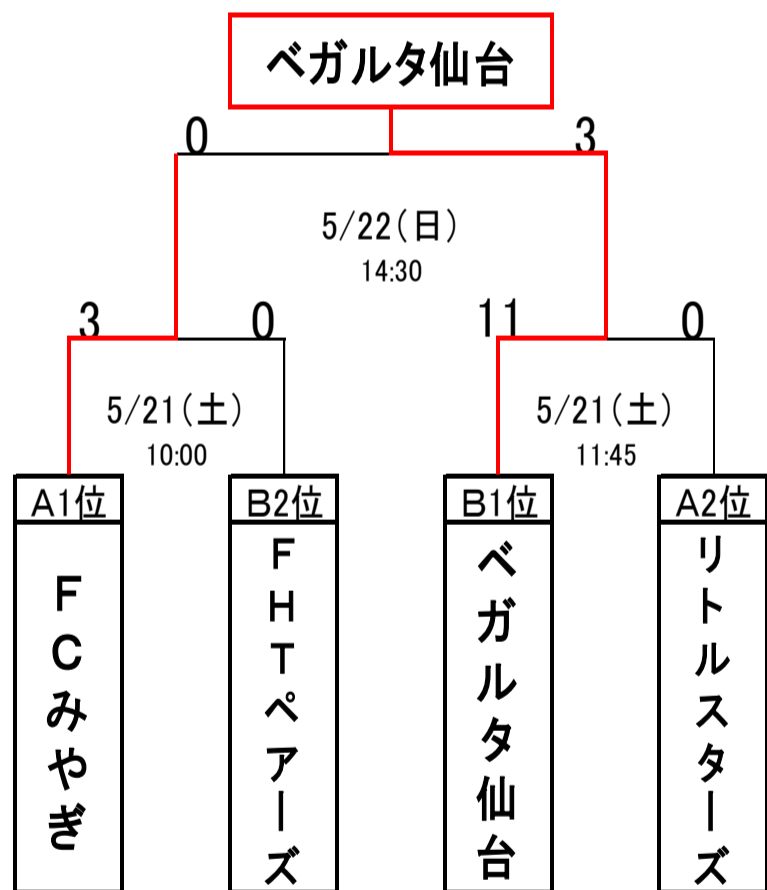 ベガルタ仙台
0
3
5/22(日)
14:30
3
0
11
0
5/21(土)
10:00
5/21(土)
11:45
A1位
B2位
B1位
A2位
FCみやぎ
FHTペアーズ
ベガルタ仙台
リトルスターズ